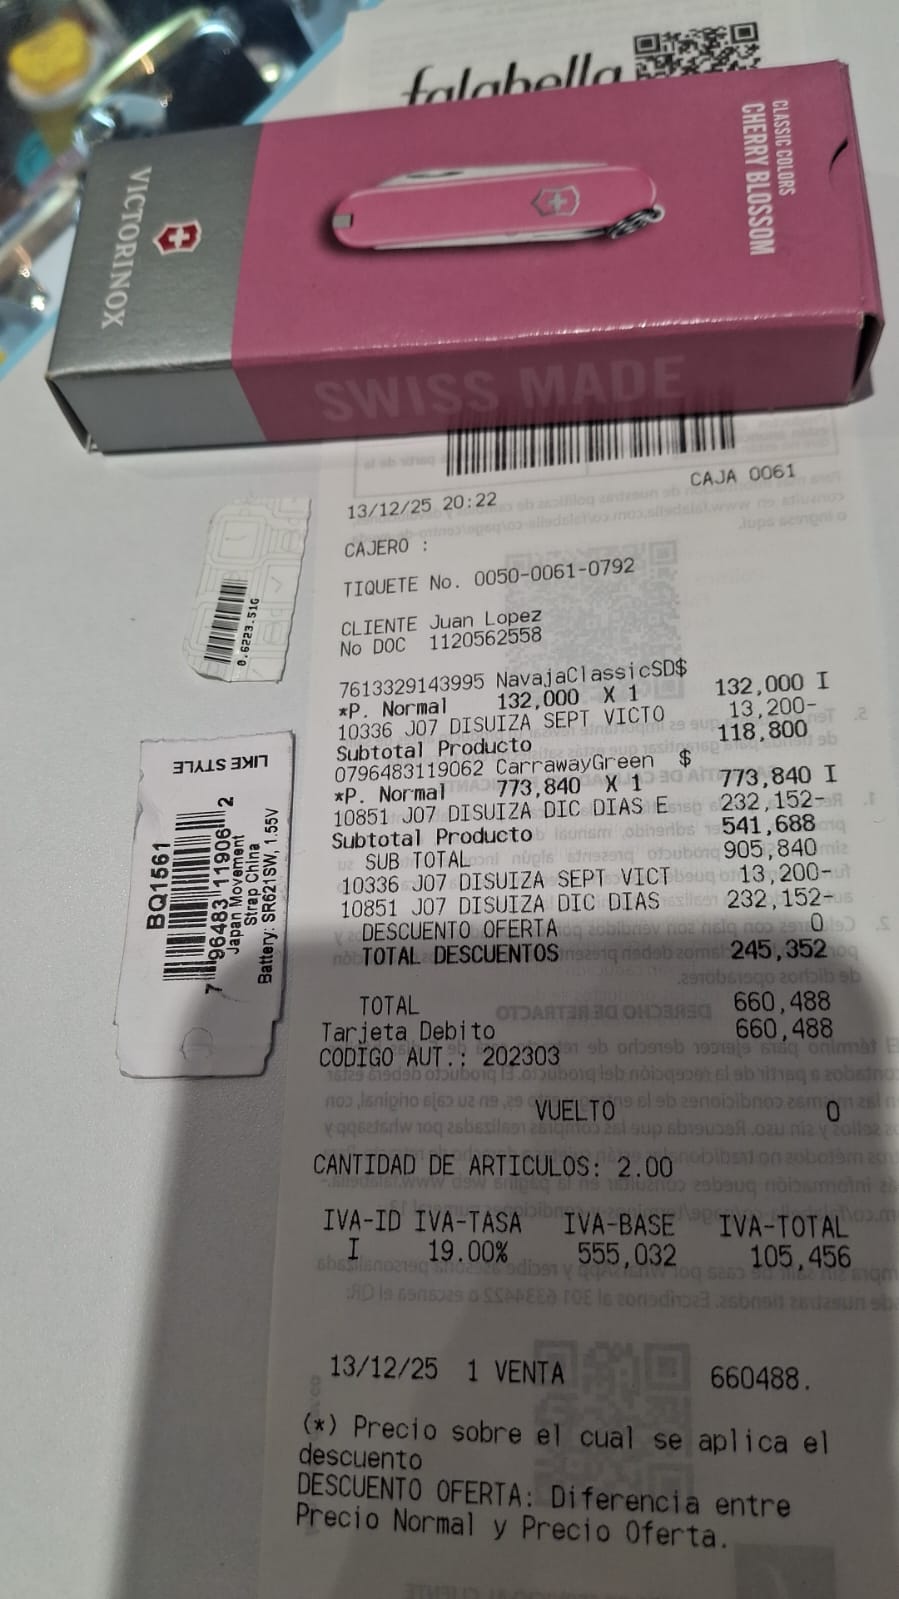 falabella
CLASSIC COLORS
CHERRY BLOSSOM
VICTORINOX
SWISS MADE
CAJA 0061
13/12/25 20:22
CAJERO :
TIQUETE No. 0050-0061-0792
CLIENTE Juan Lopez
No DOC 1120562558
7613329143995 NavajaClassicSD$
*P. Normal 132,000 X 1 132,000 I
10336 J07 DISUIZA SEPT VICTO 13,200-
Subtotal Producto 118,800
0796483119062 CarrawayGreen $
*P. Normal 773,840 X 1 773,840 I
10851 J07 DISUIZA DIC DIAS E 232,152-
Subtotal Producto 541,688
SUB TOTAL 905,840
10336 J07 DISUIZA SEPT VICT 13,200-
10851 J07 DISUIZA DIC DIAS 232,152-
DESCUENTO OFERTA 0
TOTAL DESCUENTOS 245,352
TOTAL 660,488
Tarjeta Debito 660,488
CODIGO AUT.: 202303
VUELTO 0
CANTIDAD DE ARTICULOS: 2.00
IVA-ID IVA-TASA IVA-BASE IVA-TOTAL
I 19.00% 555,032 105,456
13/12/25 1 VENTA 660488.
(*) Precio sobre el cual se aplica el
descuento
DESCUENTO OFERTA: Diferencia entre
Precio Normal y Precio Oferta.
0.6223.51G
LIKE STYLE
BQ1561
7 96483 11906 2
Japan Movement
Strap China
Battery: SR621SW, 1.55V